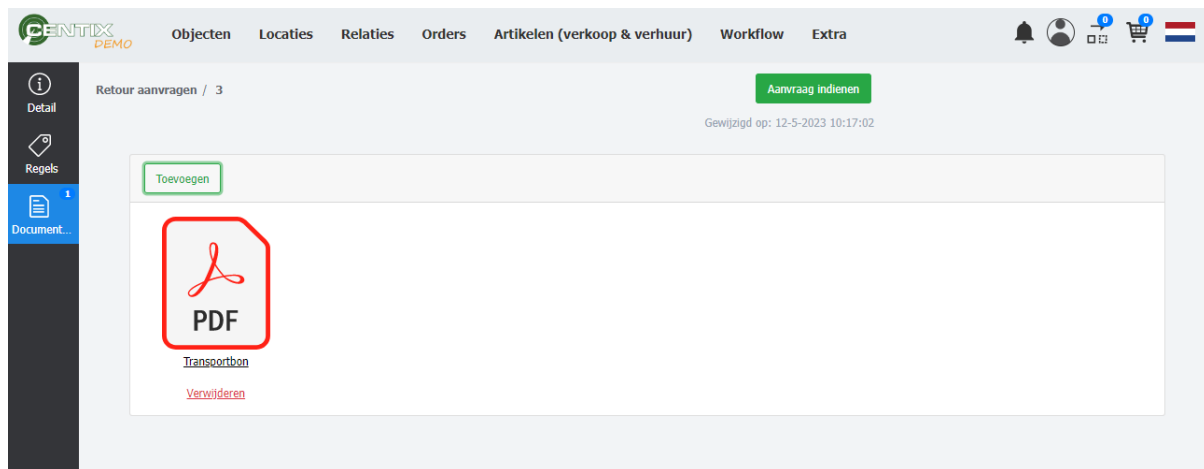 CENTIX
DEMO
Objecten Locaties Relaties Orders Artikelen (verkoop & verhuur) Workflow Extra
0 0
Detail
Retour aanvragen / 3
Aanvraag indienen
Gewijzigd op: 12-5-2023 10:17:02
Regels
Toevoegen
1
Document...
PDF
Transportbon
Verwijderen